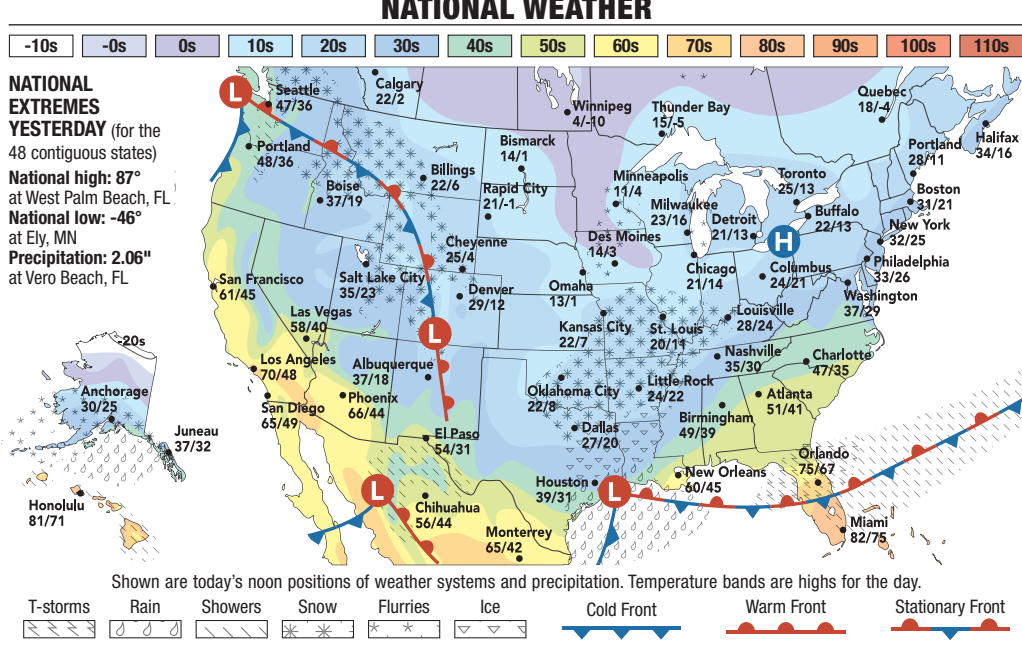 NATIONAL WEATHER
-10s -0s 0s 10s 20s 30s 40s 50s 60s 70s 80s 90s 100s 110s
NATIONAL
EXTREMES
YESTERDAY (for the
48 contiguous states)
National high: 87°
at West Palm Beach, FL
National low: -46°
at Ely, MN
Precipitation: 2.06"
at Vero Beach, FL
L
Seattle
47/36
Calgary
22/2
Winnipeg
4/-10
Thunder Bay
15/-5
Quebec
18/-4
Halifax
34/16
Portland
48/36
Bismarck
14/1
Portland
28/11
Billings
22/6
Boise
37/19
Rapid City
21/-1
Minneapolis
11/4
Milwaukee
23/16
Toronto
25/13
Detroit
21/13
Buffalo
22/13
Boston
31/21
New York
32/25
H
Cheyenne
25/4
Des Moines
14/3
Philadelphia
33/26
San Francisco
61/45
Salt Lake City
35/23
Denver
29/12
Omaha
13/1
Chicago
21/14
Columbus
24/21
Washington
37/29
Las Vegas
58/40
L
Kansas City
22/7
St. Louis
20/14
Louisville
28/24
-20s
Los Angeles
70/48
Albuquerque
37/18
Nashville
35/30
Charlotte
47/35
Anchorage
30/25
San Diego
65/49
Phoenix
66/44
Oklahoma City
22/8
Little Rock
24/22
Birmingham
49/39
Atlanta
51/41
Juneau
37/32
El Paso
54/31
Dallas
27/20
Orlando
75/67
Honolulu
81/71
L
Chihuahua
56/44
Houston
39/31
L
New Orleans
60/45
Monterrey
65/42
Miami
82/75
Shown are today's noon positions of weather systems and precipitation. Temperature bands are highs for the day.
T-storms Rain Showers Snow Flurries Ice Cold Front Warm Front Stationary Front